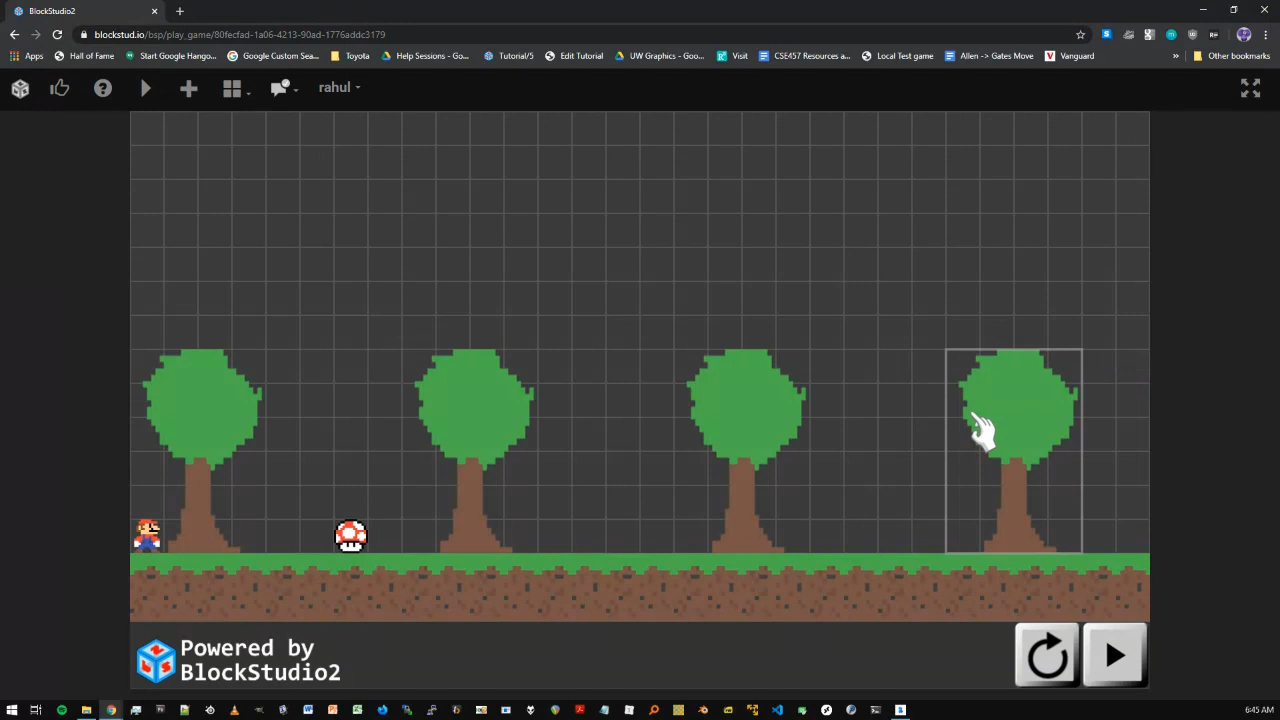 BlockStudio2
blockstud.io/bsp/play_game/80fecfad-1a06-4213-90ad-1776addc3179
Apps
Hall of Fame
Start Google Hango...
Google Custom Sea...
Toyota
Help Sessions - Go...
Tutorial/5
Edit Tutorial
UW Graphics - Goo...
Visit
CSE457 Resources a...
Local Test game
Allen -> Gates Move
Vanguard
»
Other bookmarks
rahul
Powered by
BlockStudio2
6:45 AM